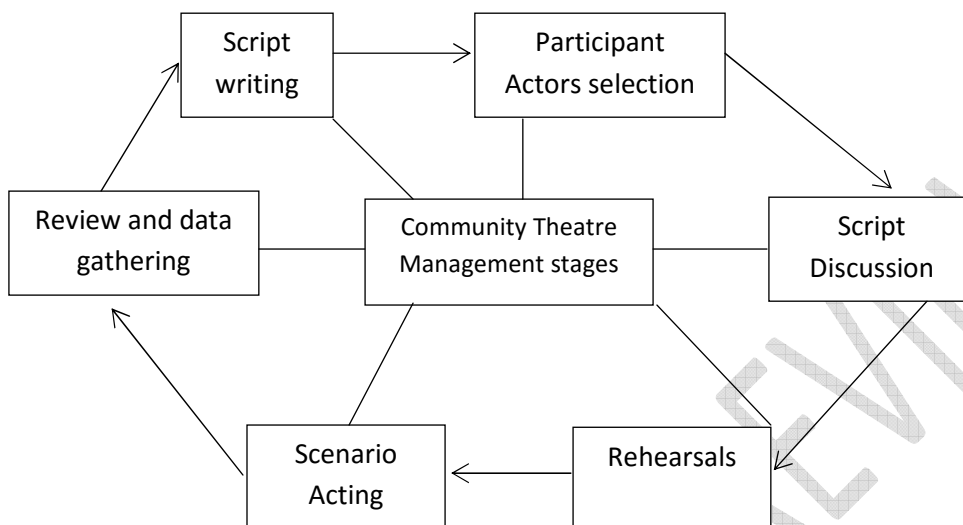 Script
writing
Participant
Actors selection
Review and data
gathering
Community Theatre
Management stages
Script
Discussion
Scenario
Acting
Rehearsals